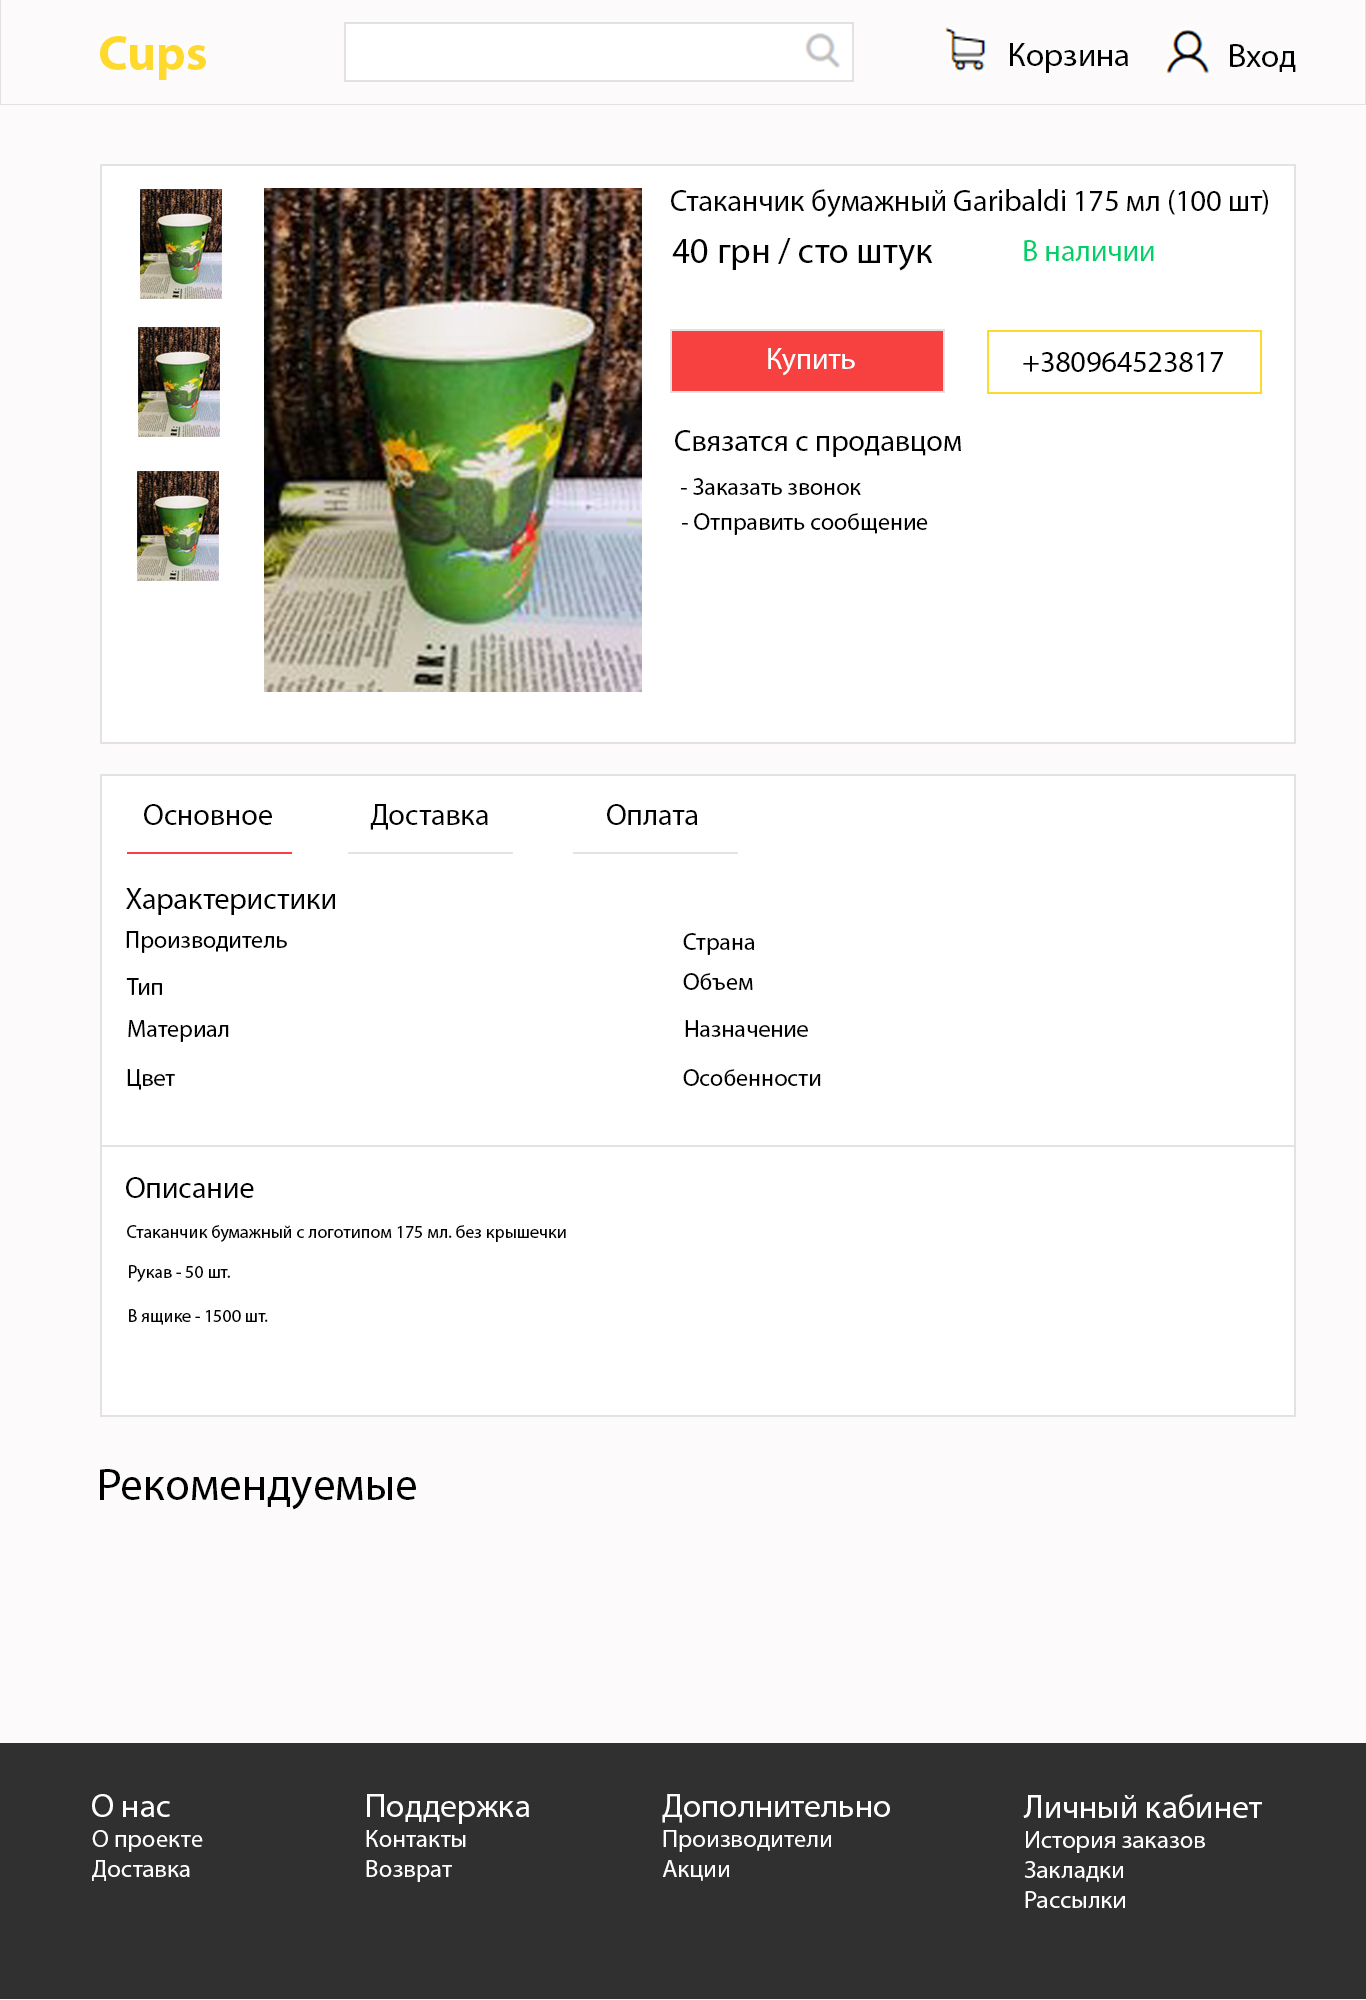 Cups
Корзина
Вход
Стаканчик бумажный Garibaldi 175 мл (100 шт)
40 грн / сто штук
В наличии
Купить
+380964523817
Связатся с продавцом
- Заказать звонок
- Отправить сообщение
SU
RK:
Основное
Доставка
Оплата
Характеристики
Производитель
Страна
Тип
Объем
Материал
Назначение
Цвет
Особенности
Описание
Стаканчик бумажный с логотипом 175 мл. без крышечки
Рукав - 50 шт.
В ящике - 1500 шт.
Рекомендуемые
О нас
О проекте
Доставка
Поддержка
Контакты
Возврат
Дополнительно
Производители
Акции
Личный кабинет
История заказов
Закладки
Рассылки